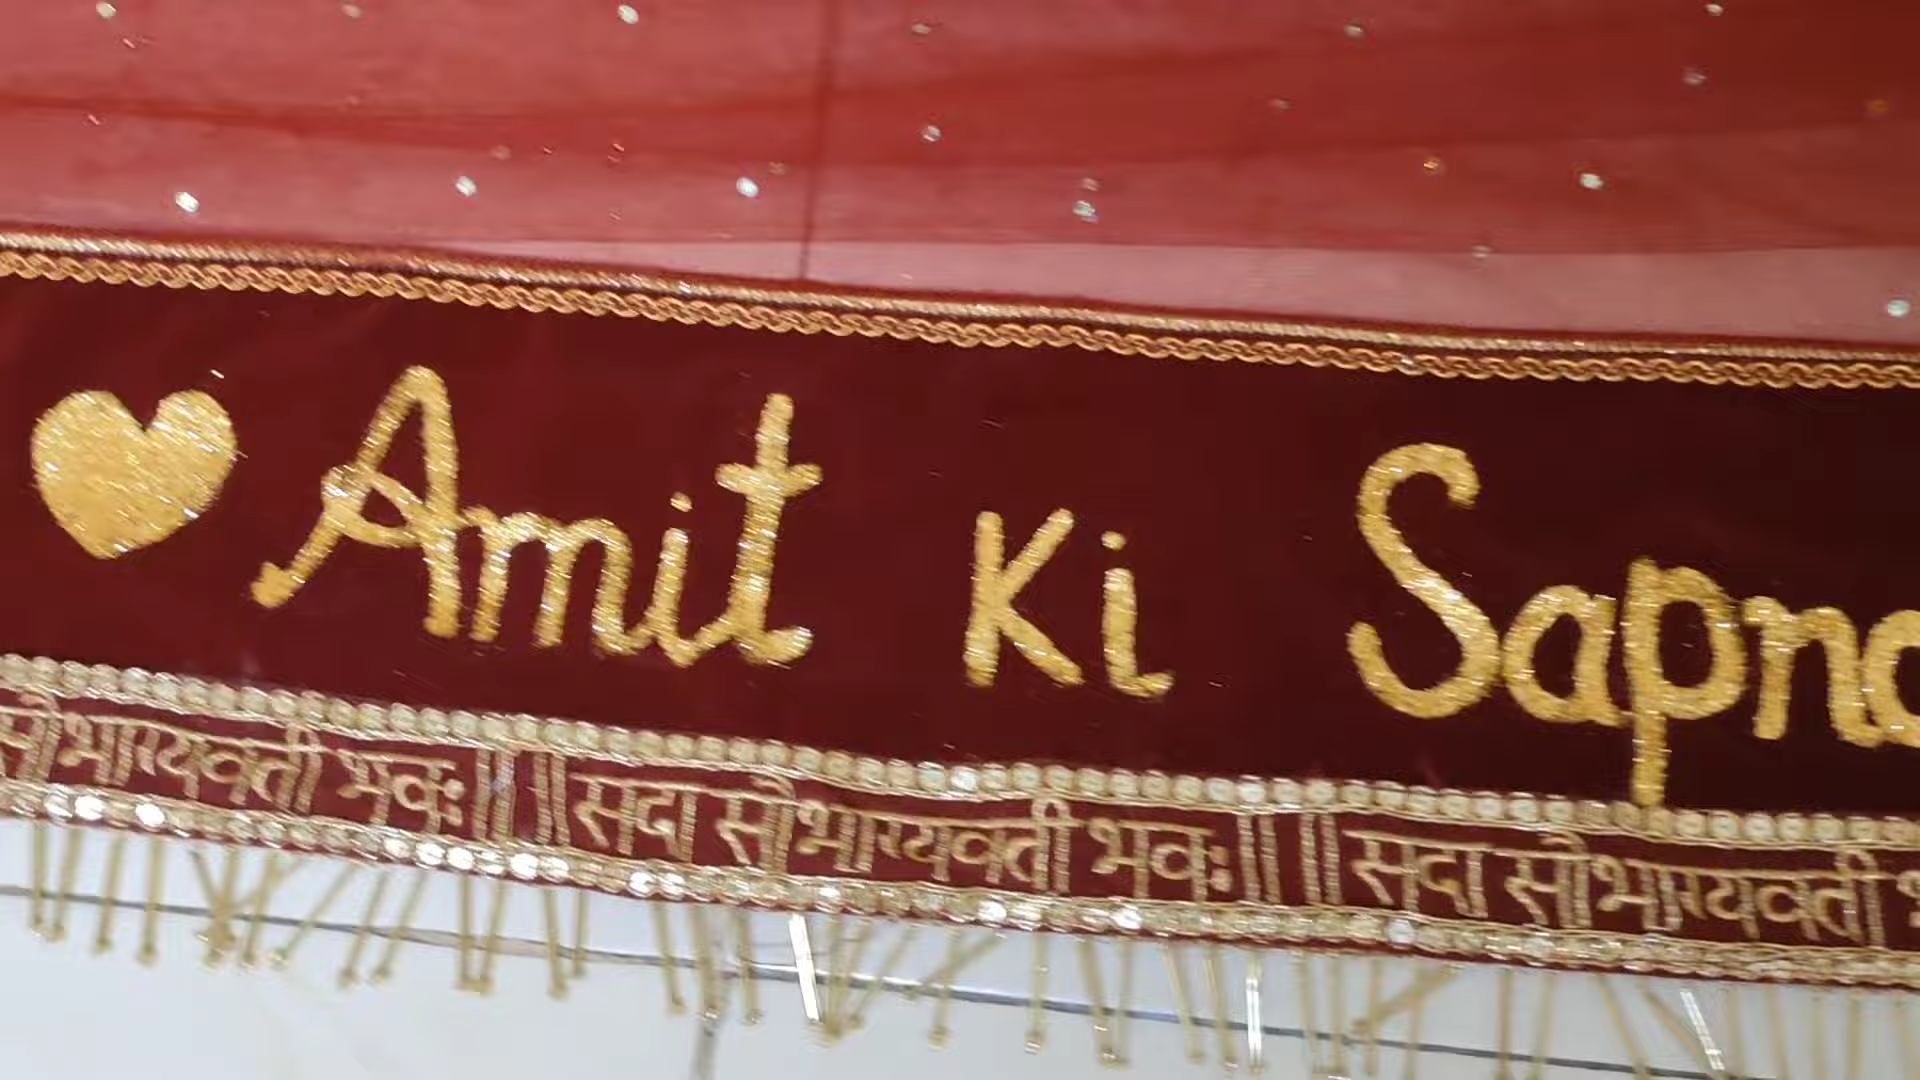 Amit Ki Sapna
सौभाग्यवती भवः || || सदा सौभाग्यवती भवः || || सदा सौभाग्यवती